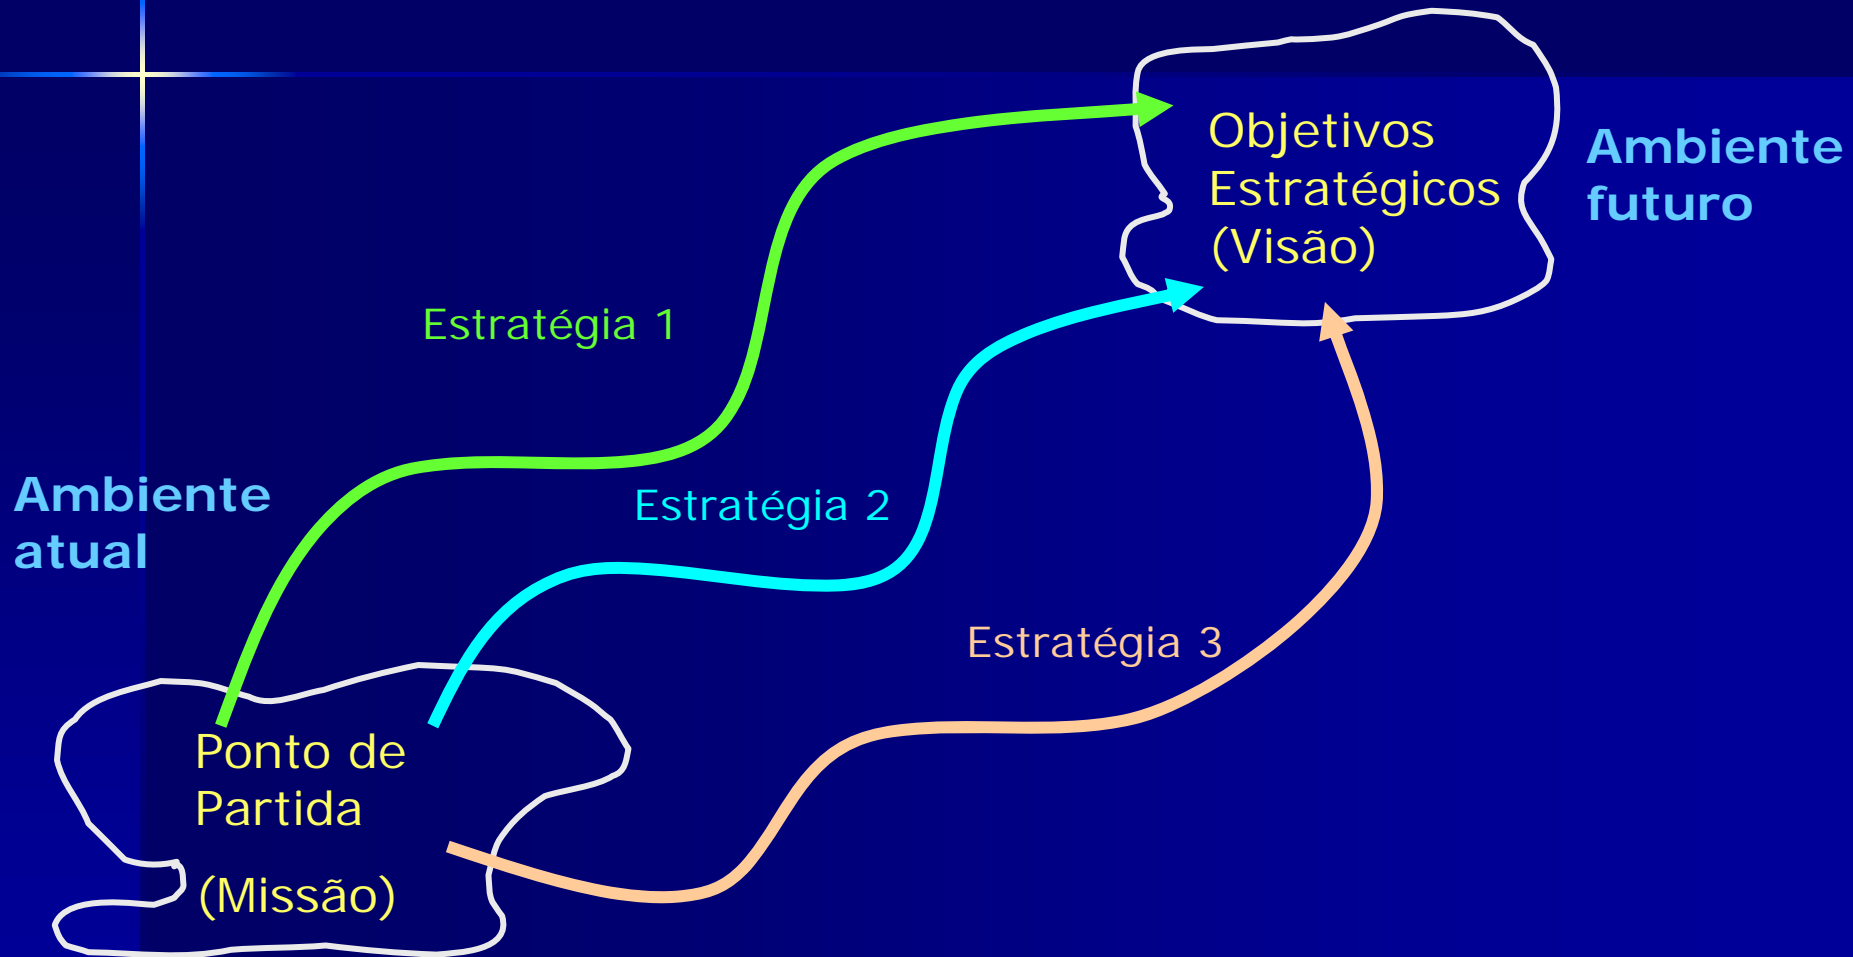 Objetivos
Estratégicos
(Visão)
Ambiente
futuro
Estratégia 1
Ambiente
atual
Estratégia 2
Estratégia 3
Ponto de
Partida
(Missão)